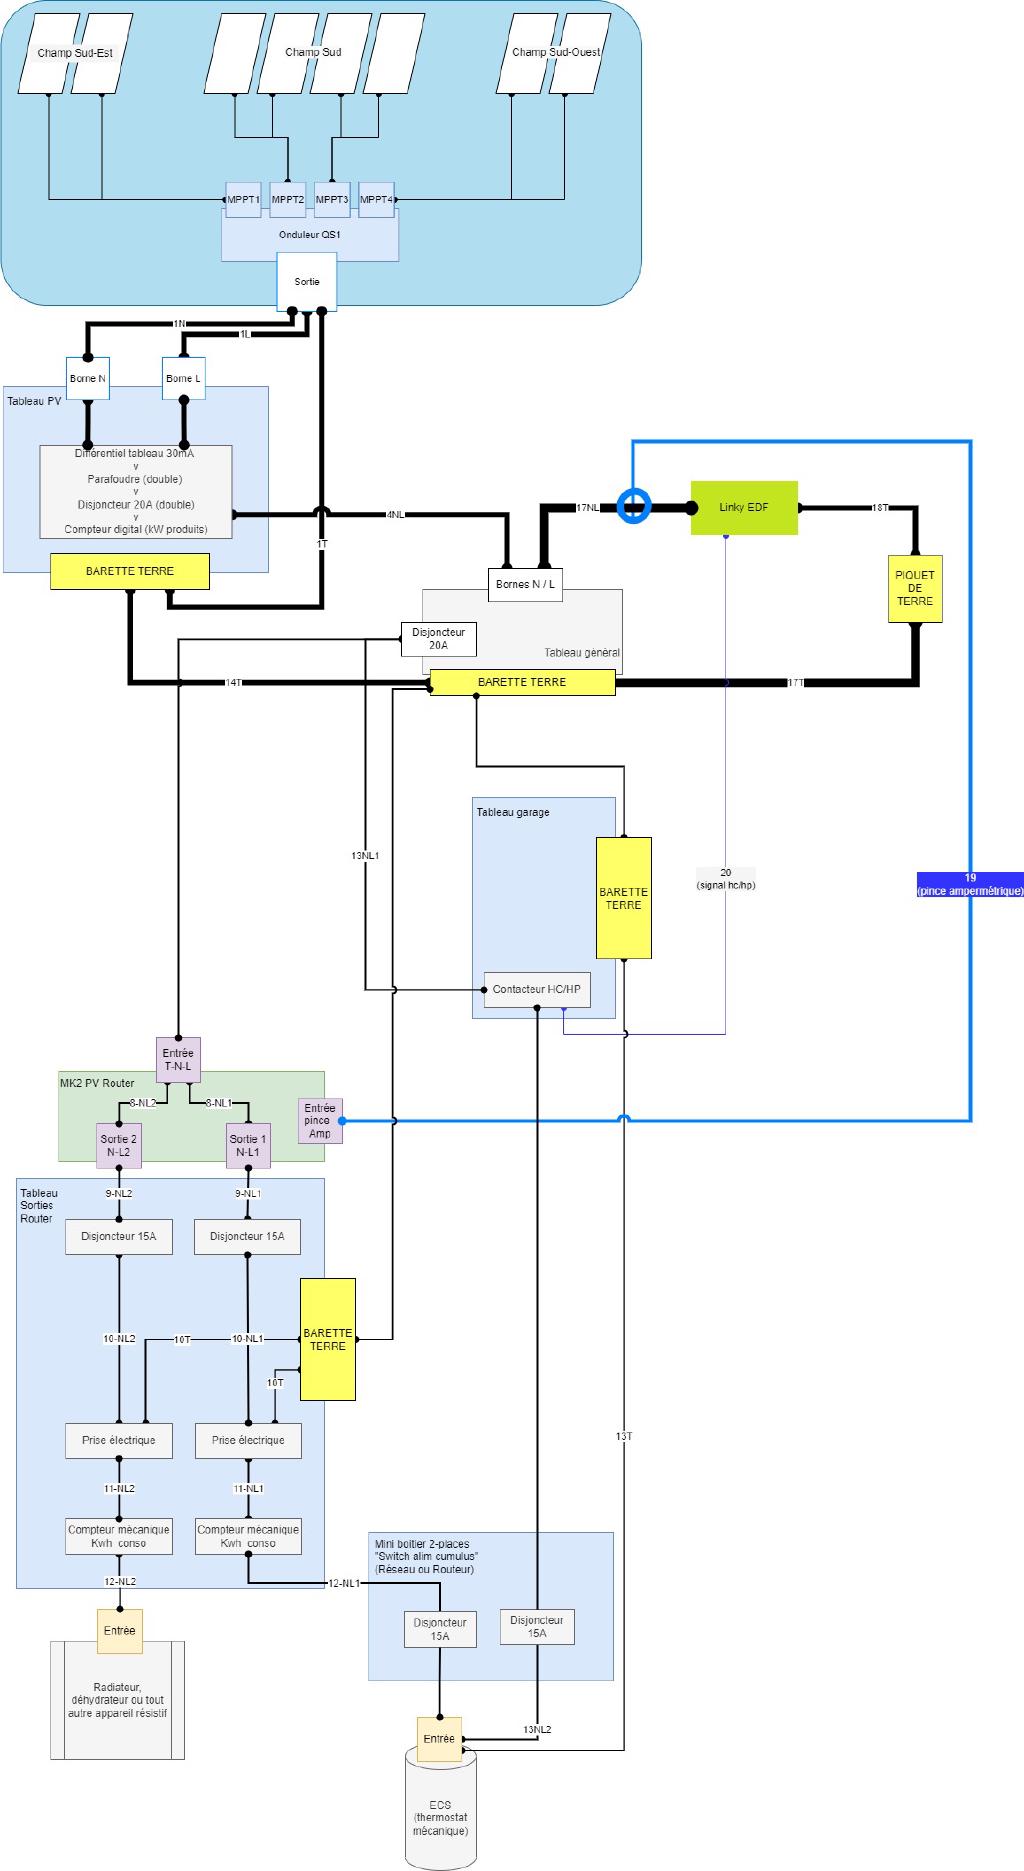 Champ Sud-Est
Champ Sud
Champ Sud-Ouest
MPPT1
MPPT2
MPPT3
MPPT4
Onduleur QS1
Sortie
1N
1L
Borne N
Borne L
Tableau PV
Différentiel tableau 30mA
v
Parafoudre (double)
v
Disjoncteur 20A (double)
v
Compteur digital (kW produits)
4NL
17NL
Linky EDF
18T
1T
BARETTE TERRE
Bornes N / L
PIQUET
DE
TERRE
Disjoncteur
20A
Tableau général
14T
BARETTE TERRE
17T
Tableau garage
13NL1
20
(signal hc/hp)
19
(pince ampermétrique)
BARETTE
TERRE
Contacteur HC/HP
Entrée
T-N-L
MK2 PV Router
8-NL2
8-NL1
Entrée
pince
Amp
Sortie 2
N-L2
Sortie 1
N-L1
Tableau
Sorties
Router
9-NL2
9-NL1
Disjoncteur 15A
Disjoncteur 15A
10-NL2
10T
10-NL1
BARETTE
TERRE
10T
Prise électrique
Prise électrique
13T
11-NL2
11-NL1
Compteur mécanique
Kwh conso
Compteur mécanique
Kwh conso
Mini boitier 2-places
"Switch alim cumulus"
(Réseau ou Routeur)
12-NL2
12-NL1
Entrée
Disjoncteur
15A
Disjoncteur
15A
Radiateur,
déhydrateur ou tout
autre appareil résistif
13NL2
Entrée
ECS
(thermostat
mécanique)